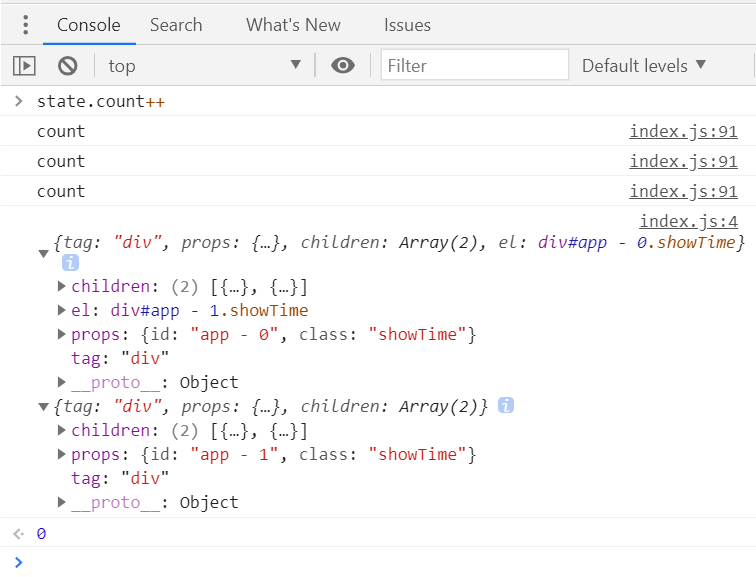 Console Search What's New Issues
top ▼ Filter Default levels ▼
> state.count++
count index.js:91
count index.js:91
count index.js:91
index.js:4
▼ {tag: "div", props: {…}, children: Array(2), el: div#app - 0.showTime}
i
▶ children: (2) [{…}, {…}]
▶ el: div#app - 1.showTime
▶ props: {id: "app - 0", class: "showTime"}
tag: "div"
▶ __proto__: Object
▼ {tag: "div", props: {…}, children: Array(2)} i
▶ children: (2) [{…}, {…}]
▶ props: {id: "app - 1", class: "showTime"}
tag: "div"
▶ __proto__: Object
0
>